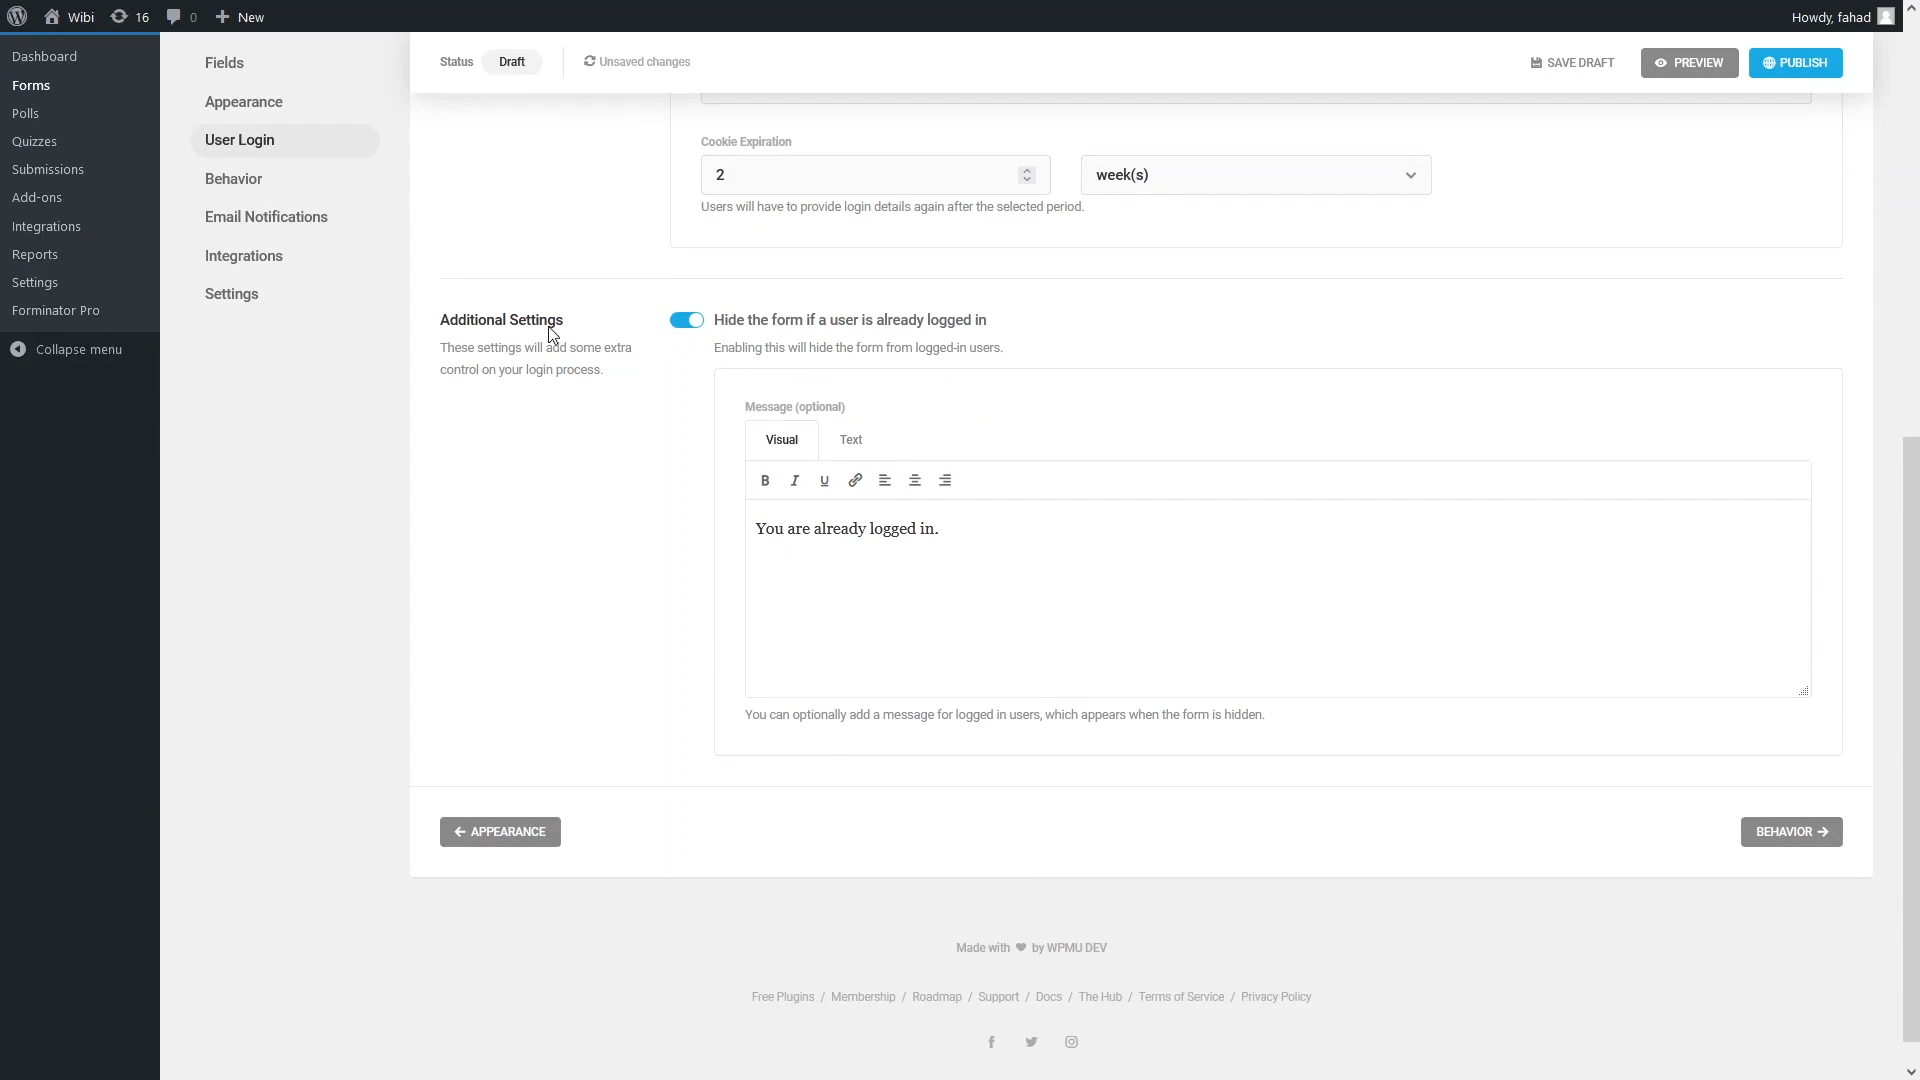 Wibi 16 0 New
Howdy, fahad
Dashboard
Forms
Polls
Quizzes
Submissions
Add-ons
Integrations
Reports
Settings
Forminator Pro
Collapse menu
Fields
Appearance
User Login
Behavior
Email Notifications
Integrations
Settings
Status Draft Unsaved changes
SAVE DRAFT PREVIEW PUBLISH
Cookie Expiration
2 week(s)
Users will have to provide login details again after the selected period.
Additional Settings
These settings will add some extra
control on your login process.
Hide the form if a user is already logged in
Enabling this will hide the form from logged-in users.
Message (optional)
Visual Text
B I U
You are already logged in.
You can optionally add a message for logged in users, which appears when the form is hidden.
APPEARANCE
BEHAVIOR
Made with ♥ by WPMU DEV
Free Plugins / Membership / Roadmap / Support / Docs / The Hub / Terms of Service / Privacy Policy